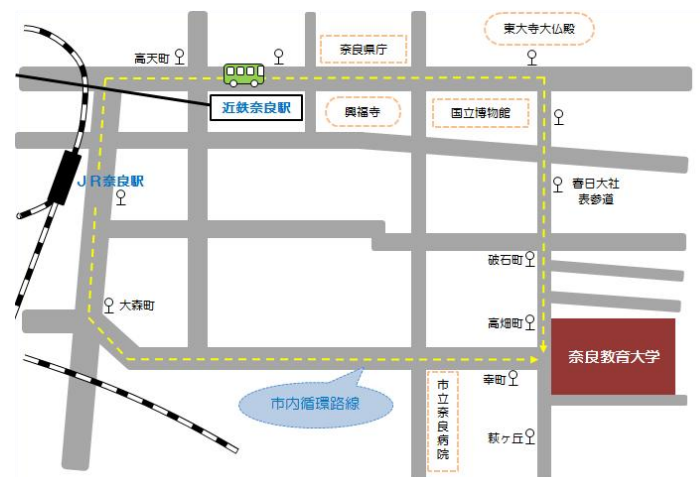 東大寺大仏殿
奈良県庁
高天町
近鉄奈良駅
興福寺
国立博物館
JR奈良駅
春日大社
表参道
破石町
大森町
高畑町
奈良教育大学
幸町
市内循環路線
市立奈良病院
萩ヶ丘